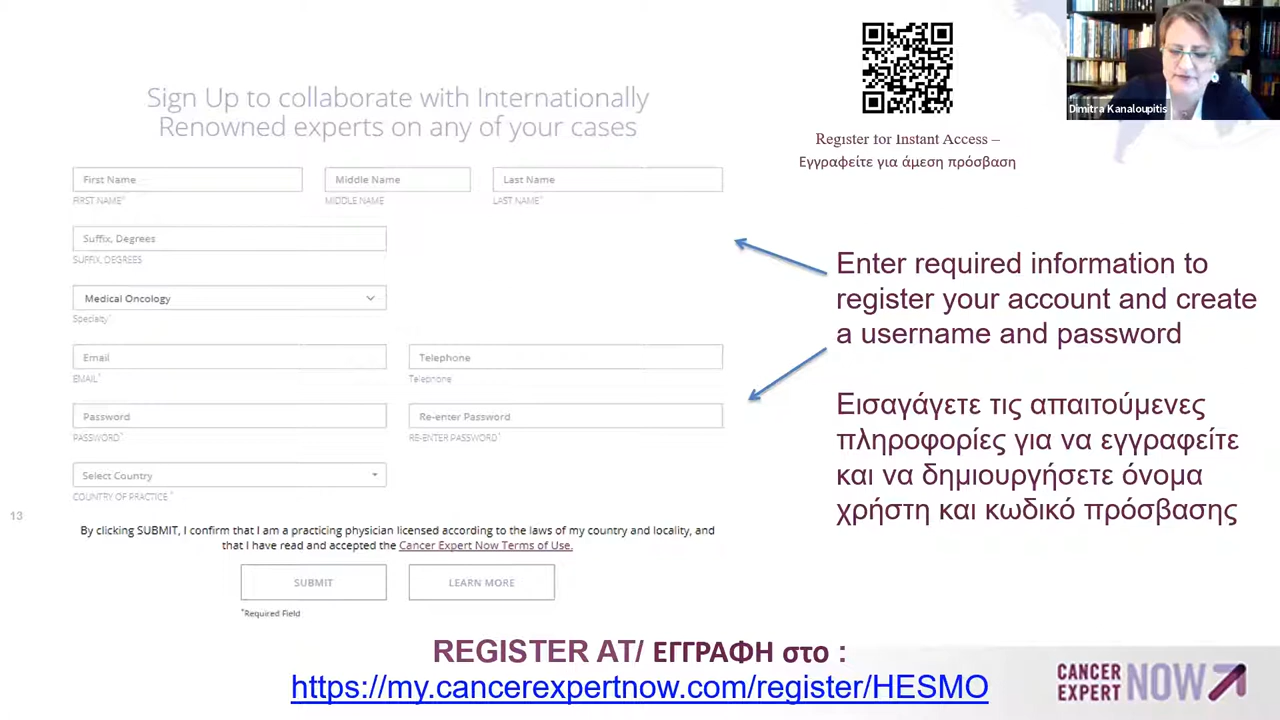 Dimitra Kanaloupitis
Register for Instant Access –
Εγγραφείτε για άμεση πρόσβαση
Sign Up to collaborate with Internationally
Renowned experts on any of your cases
First Name
Middle Name
Last Name
FIRST NAME*
MIDDLE NAME
LAST NAME*
Suffix, Degrees
SUFFIX, DEGREES
Medical Oncology
Specialty*
Email
Telephone
EMAIL*
Telephone
Password
Re-enter Password
PASSWORD*
RE-ENTER PASSWORD*
Select Country
COUNTRY OF PRACTICE *
By clicking SUBMIT, I confirm that I am a practicing physician licensed according to the laws of my country and locality, and
that I have read and accepted the Cancer Expert Now Terms of Use.
SUBMIT
LEARN MORE
*Required Field
Enter required information to
register your account and create
a username and password
Εισαγάγετε τις απαιτούμενες
πληροφορίες για να εγγραφείτε
και να δημιουργήσετε όνομα
χρήστη και κωδικό πρόσβασης
13
REGISTER AT/ ΕΓΓΡΑΦΗ στο :
https://my.cancerexpertnow.com/register/HESMO
CANCER
EXPERT NOW